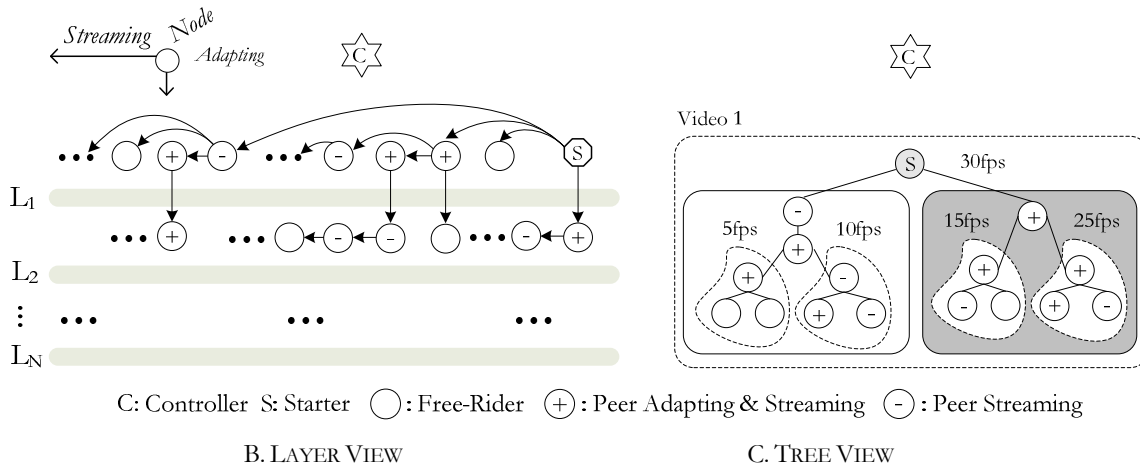 Streaming
Node
Adapting
C
S
L1
L2
LN
C
Video 1
S
30fps
5fps
10fps
15fps
25fps
C: Controller S: Starter : Free-Rider + : Peer Adapting & Streaming - : Peer Streaming
B. LAYER VIEW
C. TREE VIEW